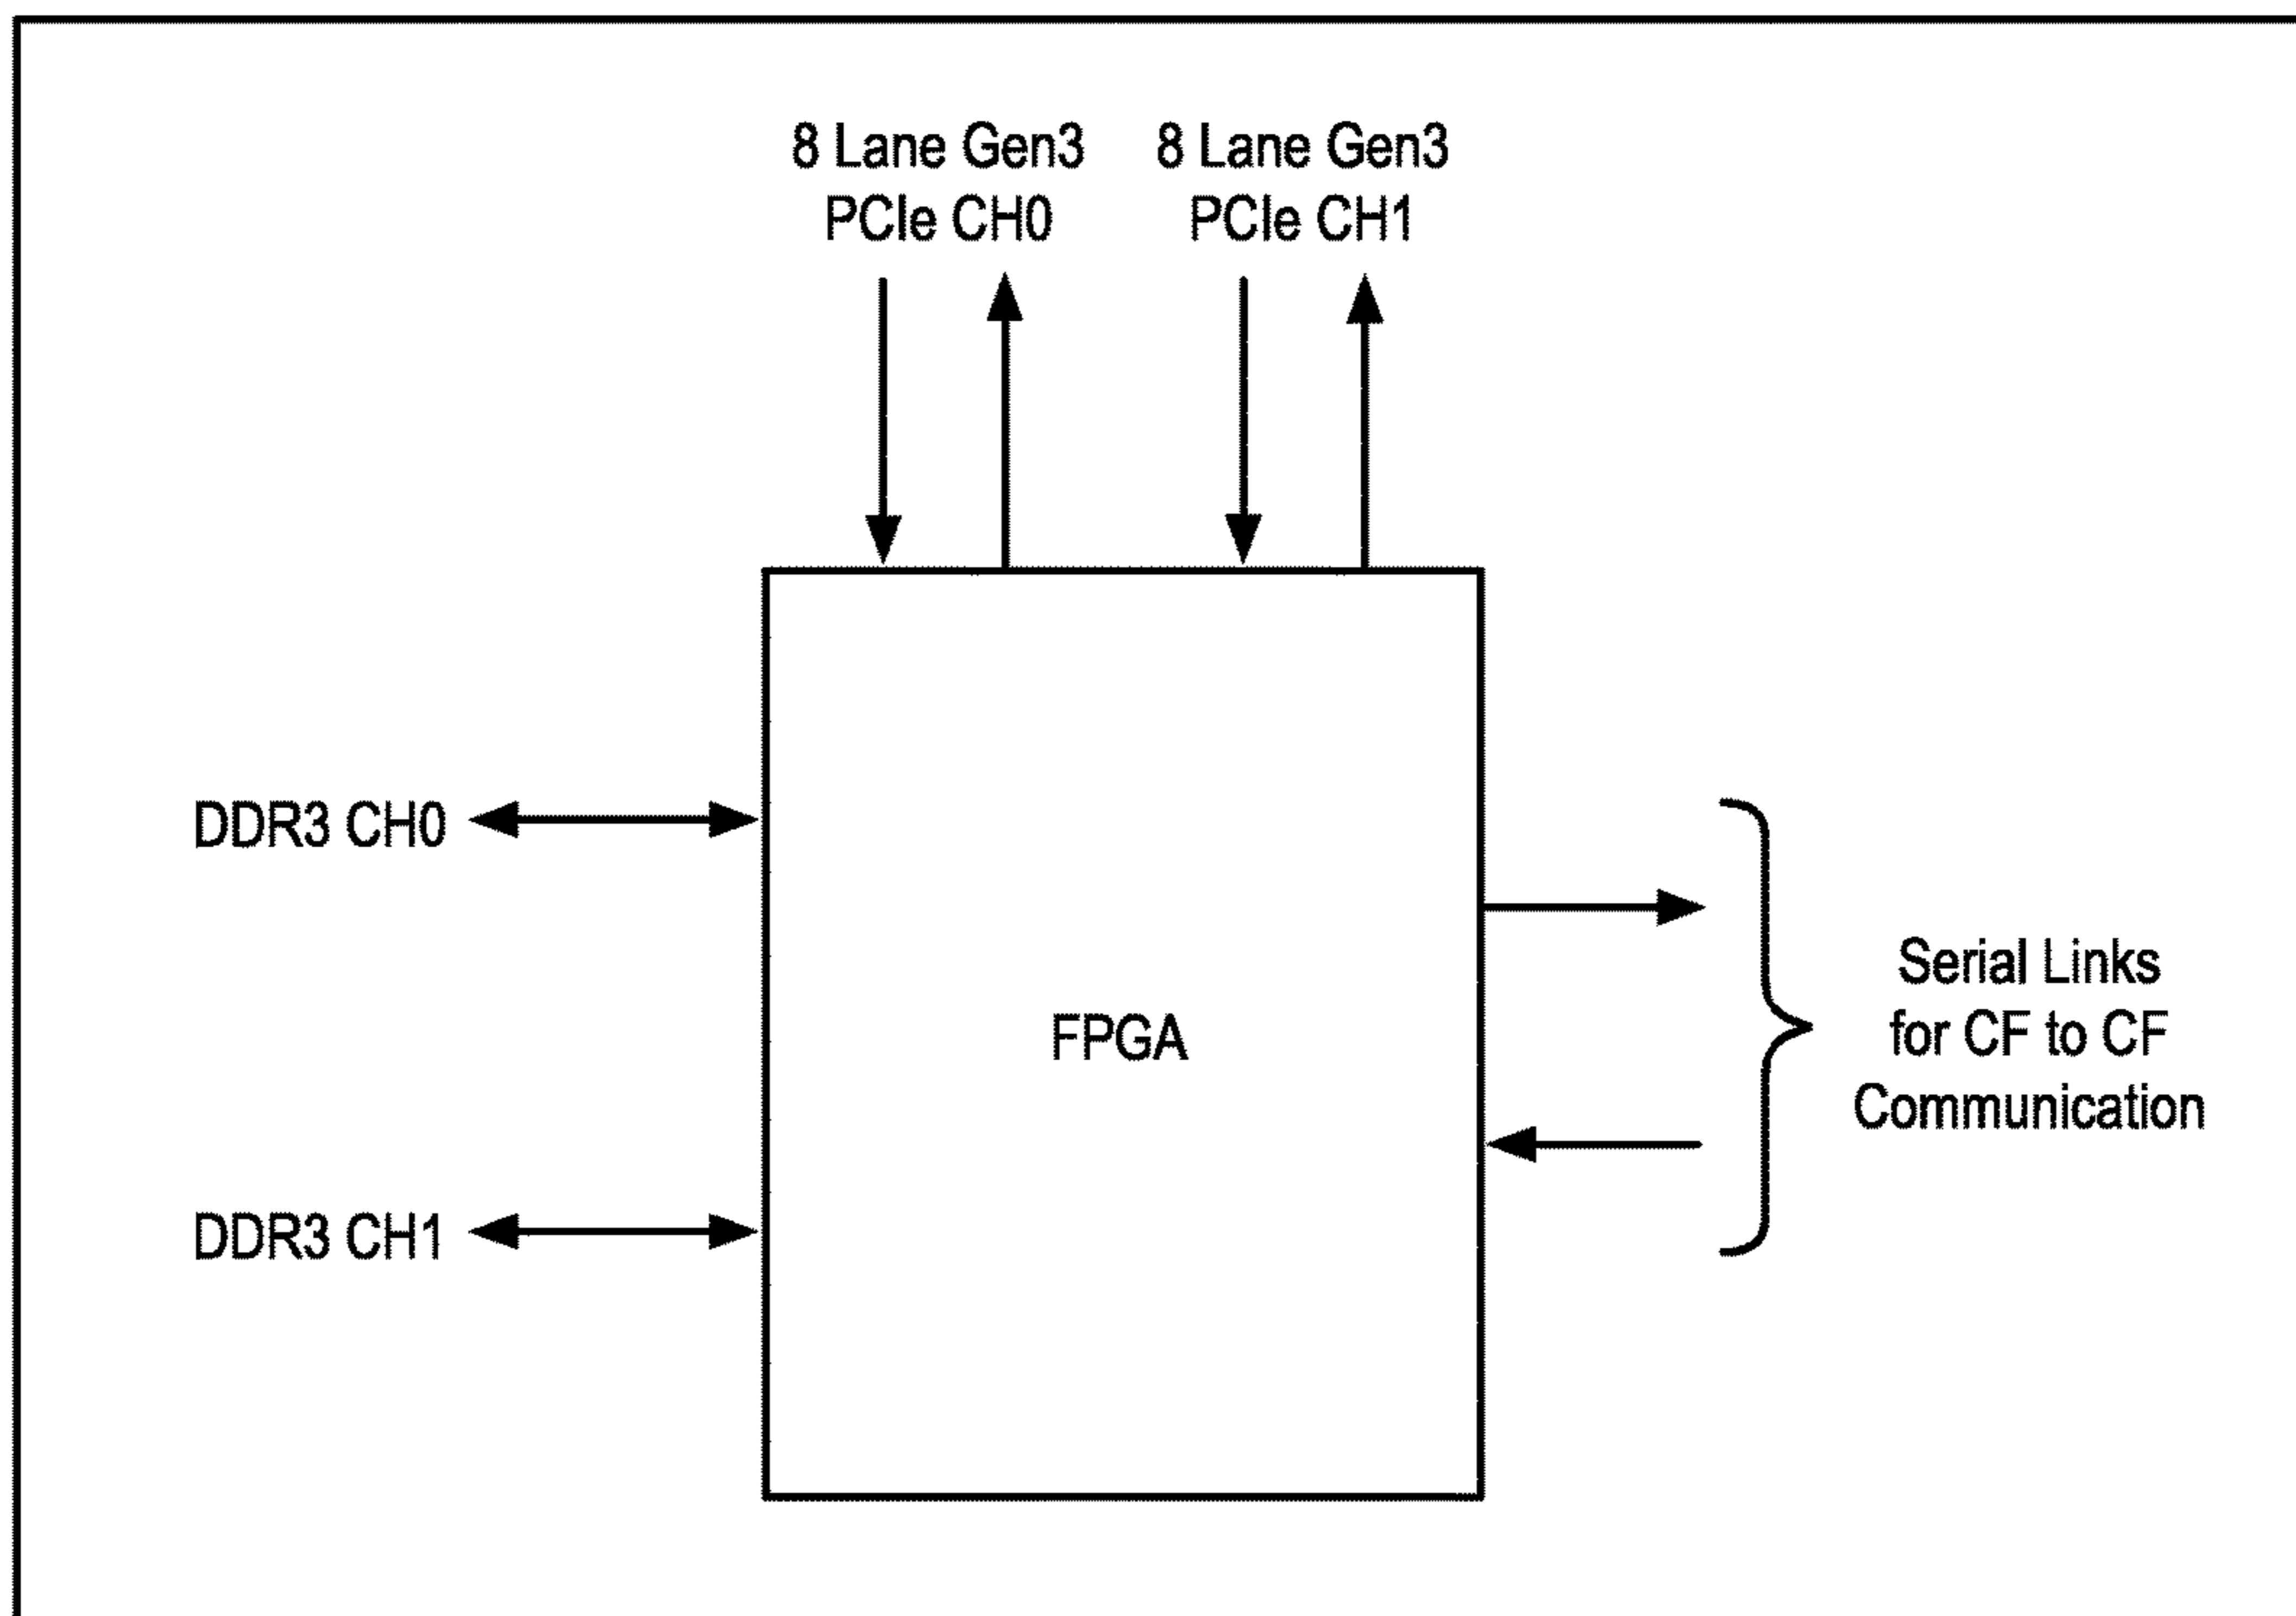 8 Lane Gen3
PCIe CH0
8 Lane Gen3
PCIe CH1
DDR3 CH0
FPGA
Serial Links
for CF to CF
Communication
DDR3 CH1